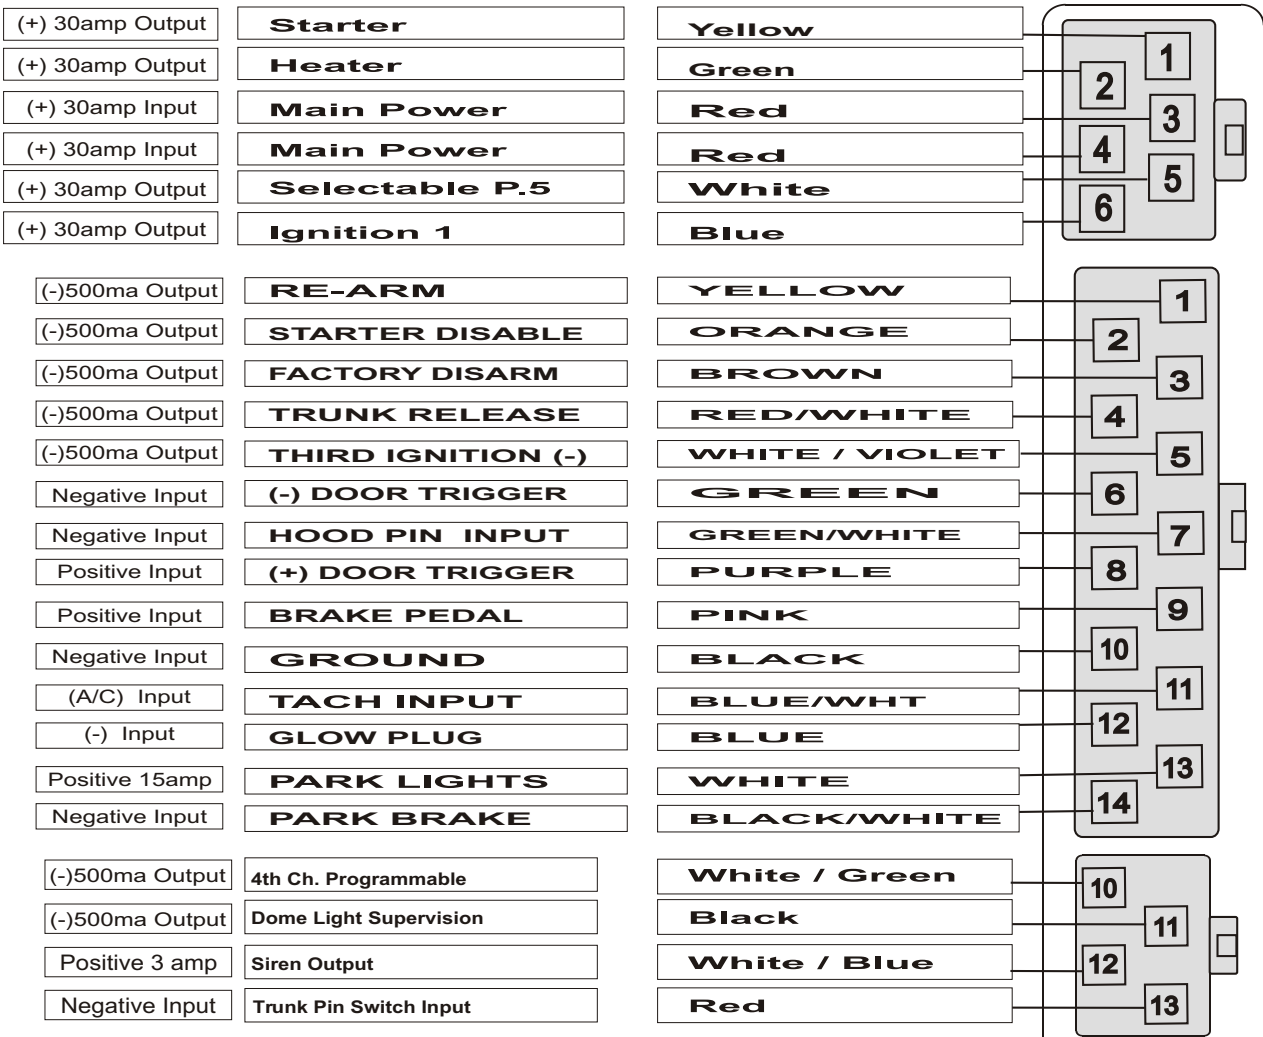 (+) 30amp Output Starter Yellow 1
(+) 30amp Output Heater Green 2
(+) 30amp Input Main Power Red 3
(+) 30amp Input Main Power Red 4
(+) 30amp Output Selectable P.5 White 5
(+) 30amp Output Ignition 1 Blue 6
(-)500ma Output RE-ARM YELLOW 1
(-)500ma Output STARTER DISABLE ORANGE 2
(-)500ma Output FACTORY DISARM BROWN 3
(-)500ma Output TRUNK RELEASE RED/WHITE 4
(-)500ma Output THIRD IGNITION (-) WHITE / VIOLET 5
Negative Input (-) DOOR TRIGGER GREEN 6
Negative Input HOOD PIN INPUT GREEN/WHITE 7
Positive Input (+) DOOR TRIGGER PURPLE 8
Positive Input BRAKE PEDAL PINK 9
Negative Input GROUND BLACK 10
(A/C) Input TACH INPUT BLUE/WHT 11
(-) Input GLOW PLUG BLUE 12
Positive 15amp PARK LIGHTS WHITE 13
Negative Input PARK BRAKE BLACK/WHITE 14
(-)500ma Output 4th Ch. Programmable White / Green 10
(-)500ma Output Dome Light Supervision Black 11
Positive 3 amp Siren Output White / Blue 12
Negative Input Trunk Pin Switch Input Red 13